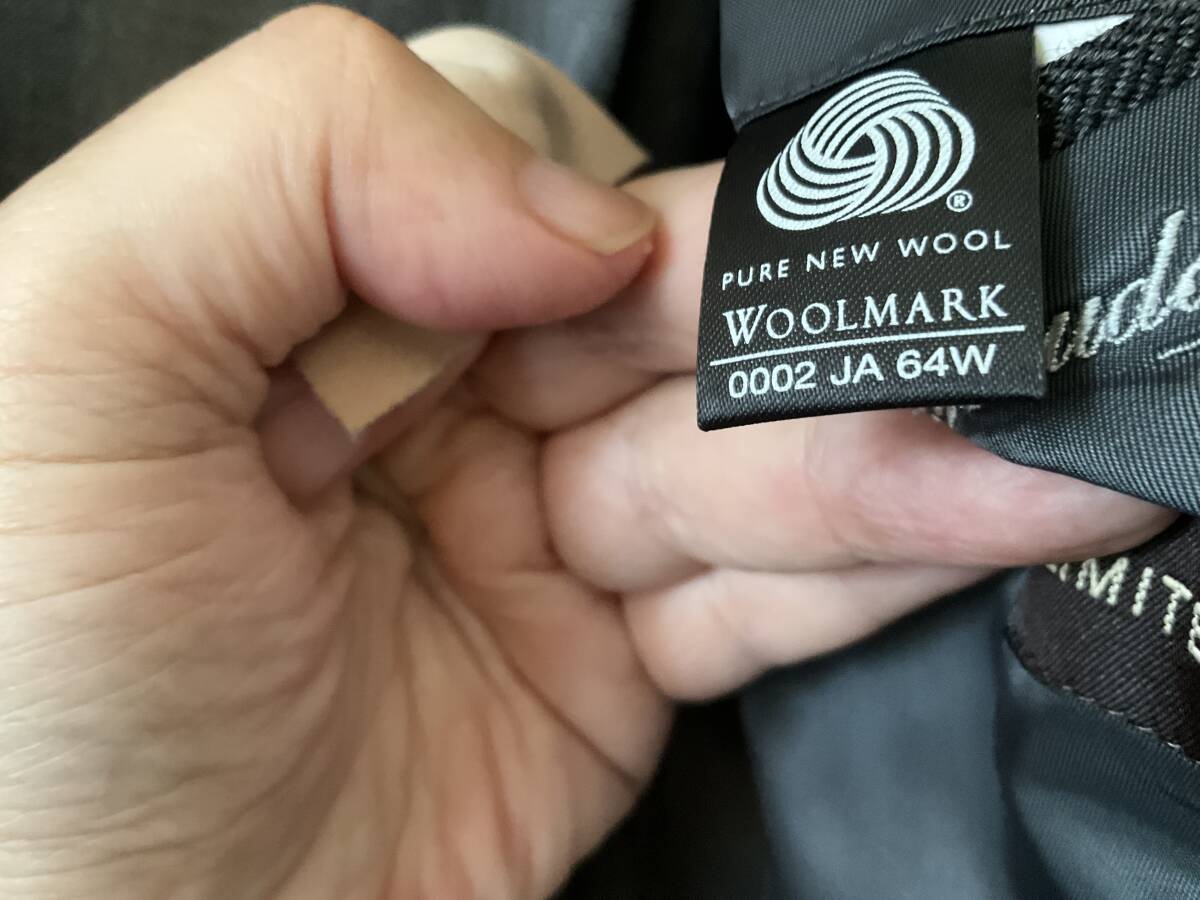 ®
PURE NEW WOOL
WOOLMARK
0002 JA 64W